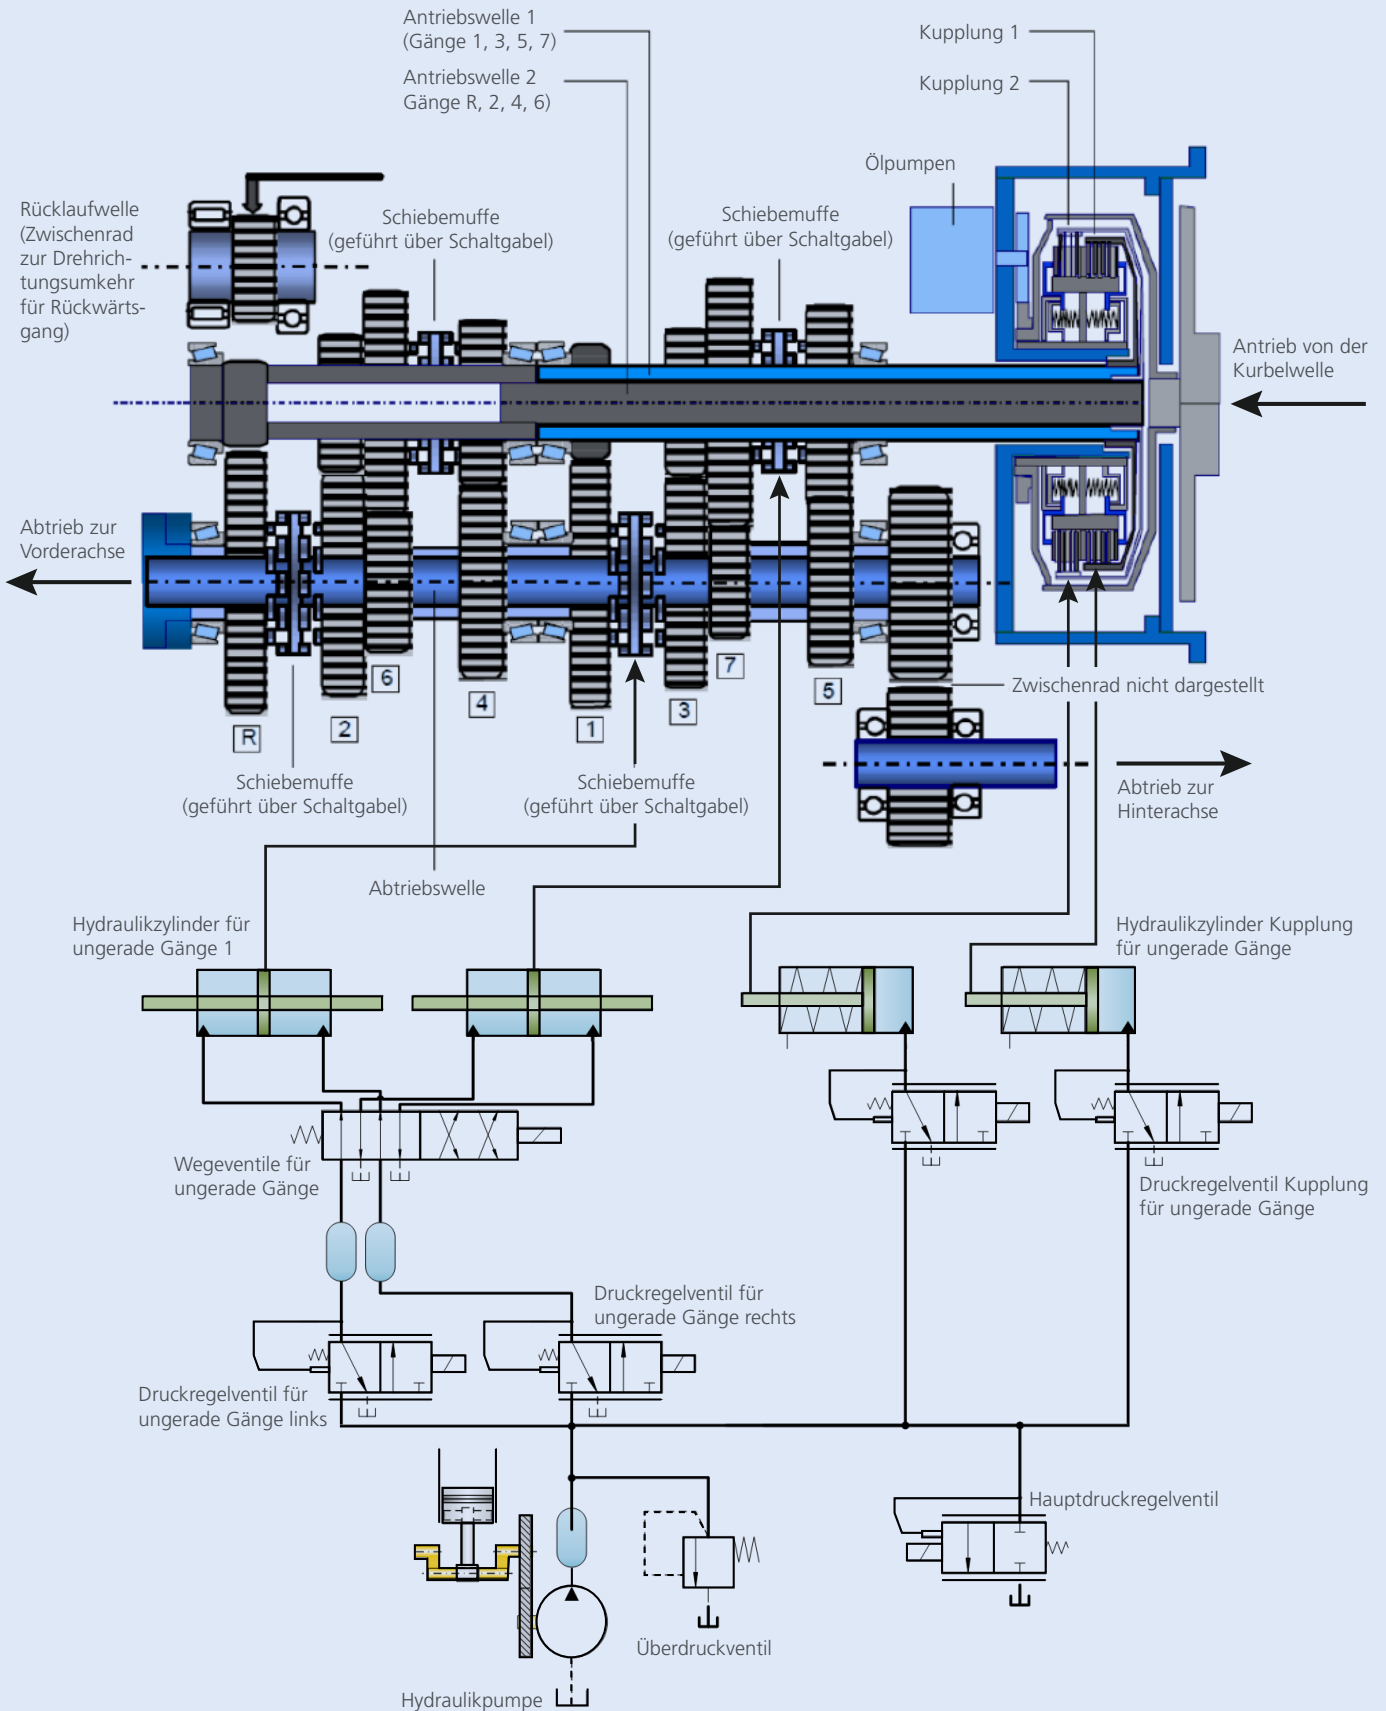 Antriebswelle 1
(Gänge 1, 3, 5, 7)
Antriebswelle 2
Gänge R, 2, 4, 6)
Kupplung 1
Kupplung 2
Ölpumpen
Rücklaufwelle
(Zwischenrad
zur Drehrich-
tungsumkehr
für Rückwärts-
gang)
Schiebemuffe
(geführt über Schaltgabel)
Schiebemuffe
(geführt über Schaltgabel)
Antrieb von der
Kurbelwelle
Abtrieb zur
Vorderachse
R
2
6
4
1
3
7
5
Zwischenrad nicht dargestellt
Schiebemuffe
(geführt über Schaltgabel)
Schiebemuffe
(geführt über Schaltgabel)
Abtrieb zur
Hinterachse
Abtriebswelle
Hydraulikzylinder für
ungerade Gänge 1
Hydraulikzylinder Kupplung
für ungerade Gänge
Wegeventile für
ungerade Gänge
Druckregelventil Kupplung
für ungerade Gänge
Druckregelventil für
ungerade Gänge rechts
Druckregelventil für
ungerade Gänge links
Hauptdruckregelventil
Überdruckventil
Hydraulikpumpe